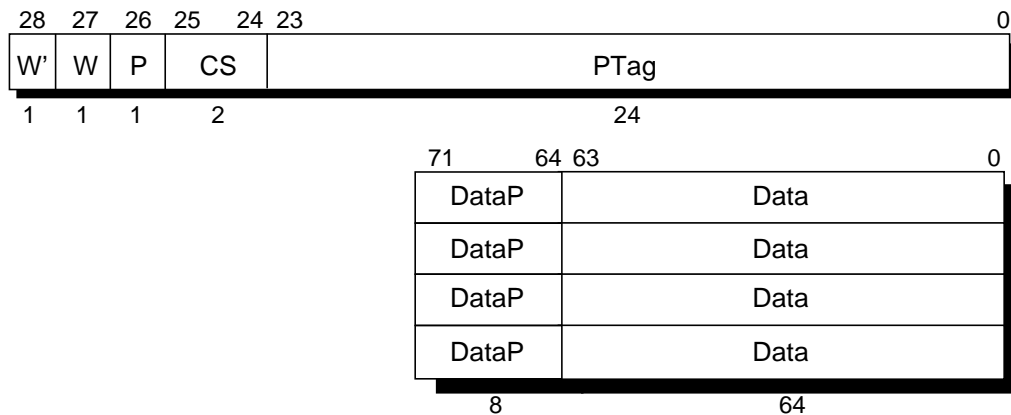 28 27 26 25 24 23 0
W’ W P CS PTag
1 1 1 2 24
71 64 63 0
DataP Data
DataP Data
DataP Data
DataP Data
8 64